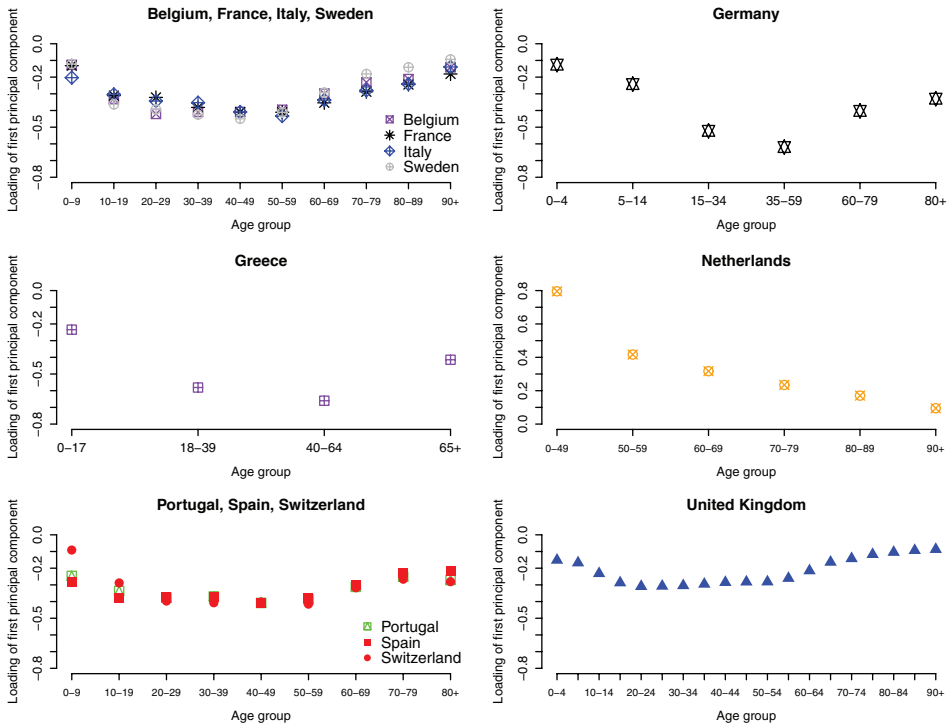 Belgium, France, Italy, Sweden
Loading of first principal component
0.0
−0.2
−0.5
−0.8
Belgium
France
Italy
Sweden
0−9 10−19 20−29 30−39 40−49 50−59 60−69 70−79 80−89 90+
Age group
Germany
Loading of first principal component
0.0
−0.2
−0.5
−0.8
0−4 5−14 15−34 35−59 60−79 80+
Age group
Greece
Loading of first principal component
0.0
−0.2
−0.5
−0.8
0−17 18−39 40−64 65+
Age group
Netherlands
Loading of first principal component
0.8
0.6
0.4
0.2
0.0
0−49 50−59 60−69 70−79 80−89 90+
Age group
Portugal, Spain, Switzerland
Loading of first principal component
0.0
−0.2
−0.5
−0.8
Portugal
Spain
Switzerland
0−9 10−19 20−29 30−39 40−49 50−59 60−69 70−79 80+
Age group
United Kingdom
Loading of first principal component
0.0
−0.2
−0.5
−0.8
0−4 10−14 20−24 30−34 40−44 50−54 60−64 70−74 80−84 90+
Age group